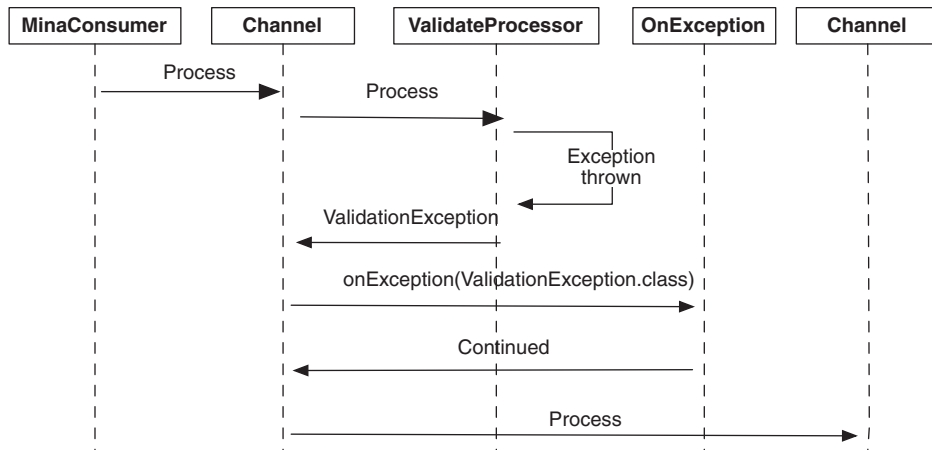 MinaConsumer
Channel
ValidateProcessor
OnException
Channel
Process
Process
Exception
thrown
ValidationException
onException(ValidationException.class)
Continued
Process